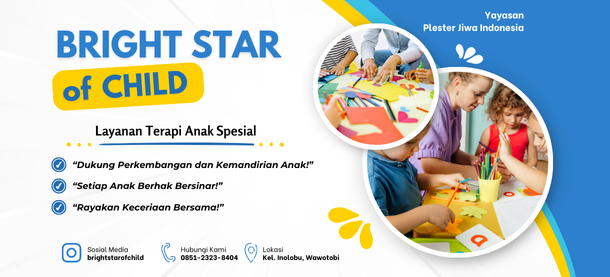 Yayasan
Plester Jiwa Indonesia
BRIGHT STAR
of CHILD
Layanan Terapi Anak Spesial
“Dukung Perkembangan dan Kemandirian Anak!”
“Setiap Anak Berhak Bersinar!”
“Rayakan Keceriaan Bersama!”
Sosial Media
brightstarofchild
Hubungi Kami
0851-2323-8404
Lokasi
Kel. Inolobu, Wawotobi